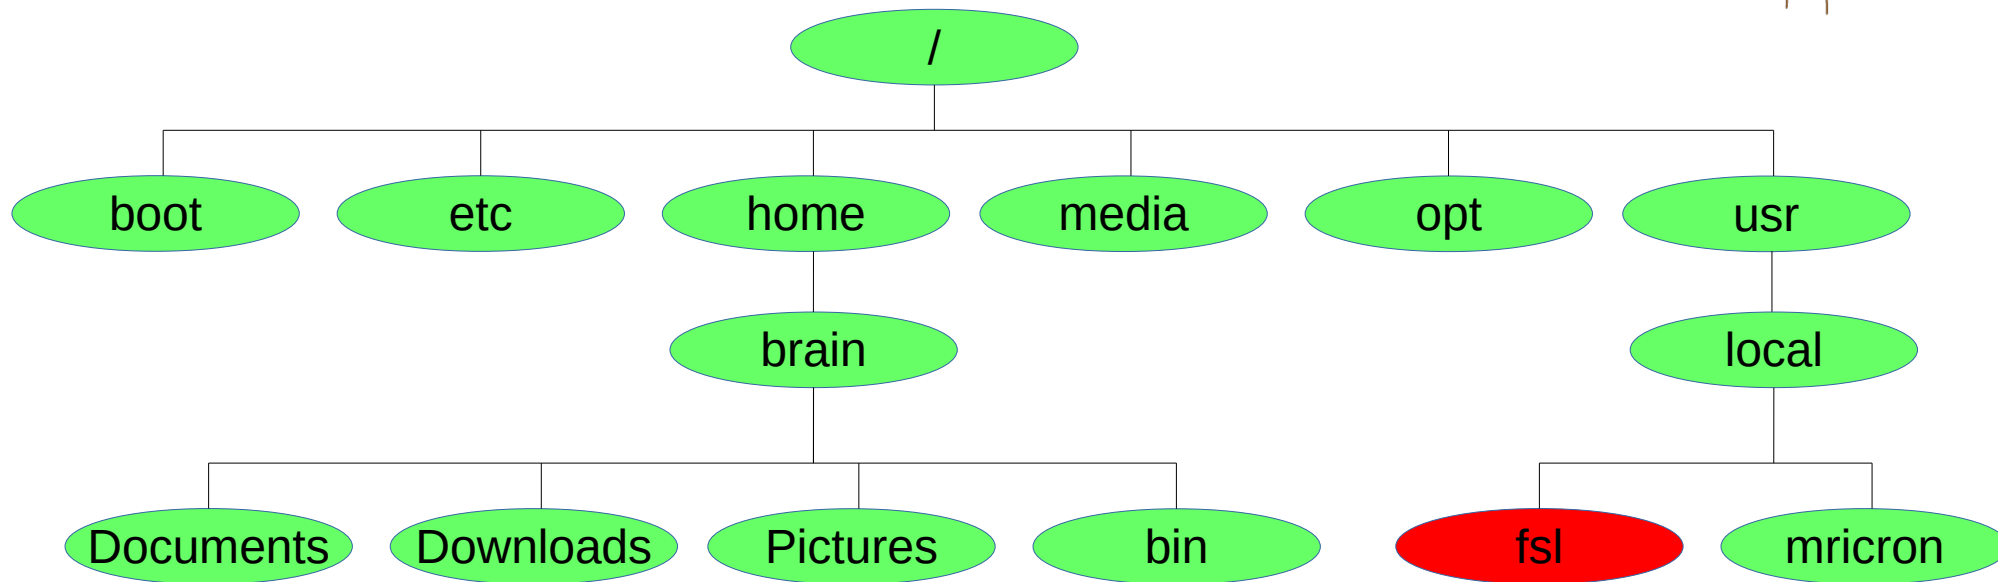 /
boot etc home media opt usr
brain local
Documents Downloads Pictures bin fsl mricron